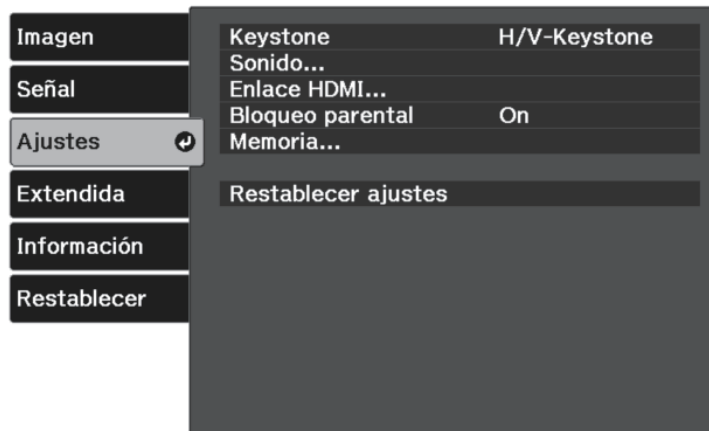 Imagen
Señal
Ajustes
Extendida
Información
Restablecer
Keystone H/V-Keystone
Sonido...
Enlace HDMI...
Bloqueo parental On
Memoria...
Restablecer ajustes